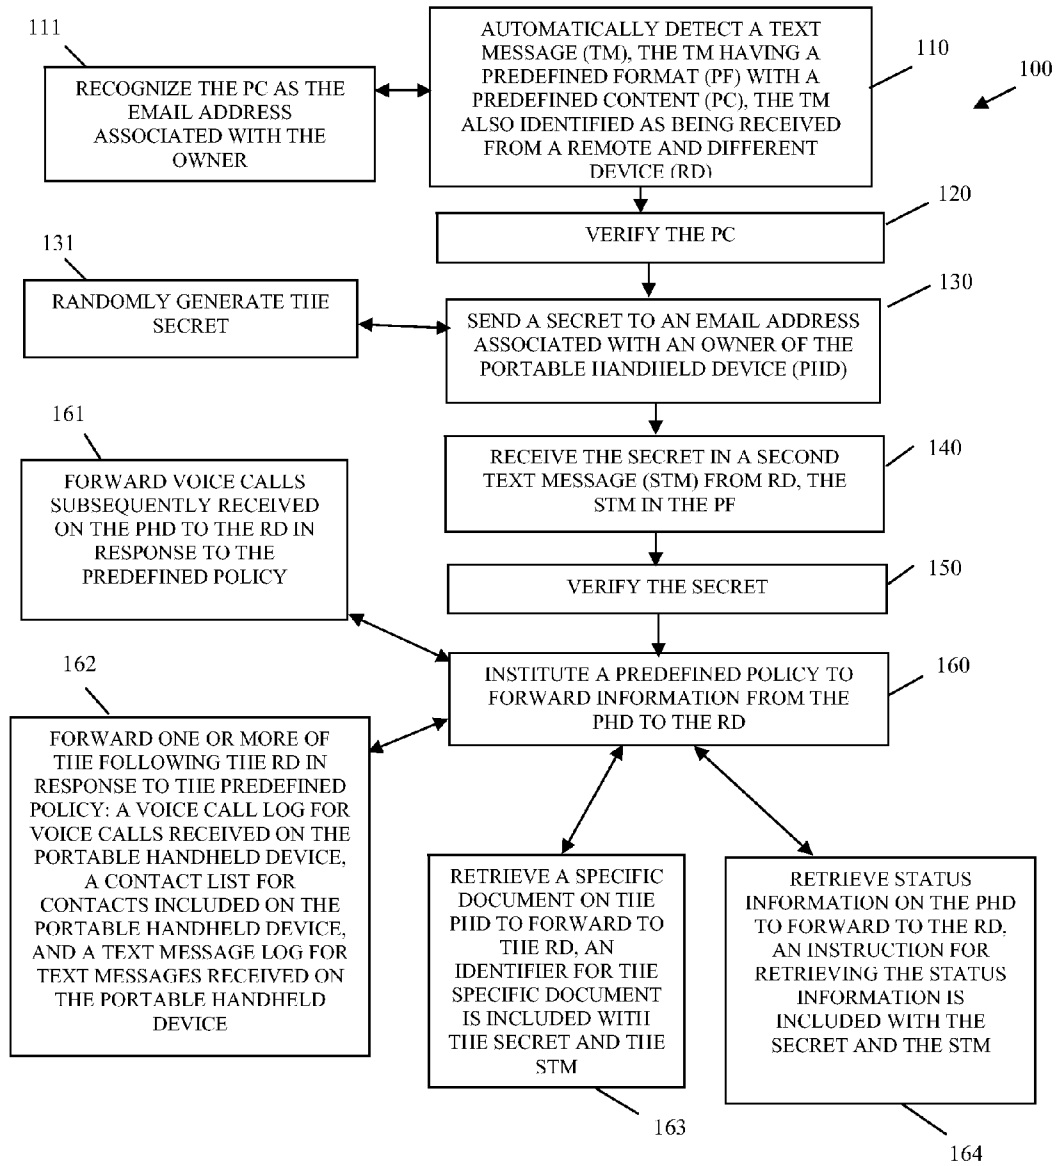 111
AUTOMATICALLY DETECT A TEXT
MESSAGE (TM), THE TM HAVING A
PREDEFINED FORMAT (PF) WITH A
PREDEFINED CONTENT (PC), THE TM
ALSO IDENTIFIED AS BEING RECEIVED
FROM A REMOTE AND DIFFERENT
DEVICE (RD)
110
100
RECOGNIZE THE PC AS THE
EMAIL ADDRESS
ASSOCIATED WITH THE
OWNER
120
VERIFY THE PC
131
RANDOMLY GENERATE THE
SECRET
130
SEND A SECRET TO AN EMAIL ADDRESS
ASSOCIATED WITH AN OWNER OF THE
PORTABLE HANDHELD DEVICE (PHD)
161
140
RECEIVE THE SECRET IN A SECOND
TEXT MESSAGE (STM) FROM RD, THE
STM IN THE PF
FORWARD VOICE CALLS
SUBSEQUENTLY RECEIVED
ON THE PHD TO THE RD IN
RESPONSE TO THE
PREDEFINED POLICY
150
VERIFY THE SECRET
162
160
INSTITUTE A PREDEFINED POLICY TO
FORWARD INFORMATION FROM THE
PHD TO THE RD
FORWARD ONE OR MORE OF
THE FOLLOWING THE RD IN
RESPONSE TO THE PREDEFINED
POLICY: A VOICE CALL LOG FOR
VOICE CALLS RECEIVED ON THE
PORTABLE HANDHELD DEVICE,
A CONTACT LIST FOR
CONTACTS INCLUDED ON THE
PORTABLE HANDHELD DEVICE,
AND A TEXT MESSAGE LOG FOR
TEXT MESSAGES RECEIVED ON
THE PORTABLE HANDHELD
DEVICE
RETRIEVE A SPECIFIC
DOCUMENT ON THE
PHD TO FORWARD TO
THE RD, AN
IDENTIFIER FOR THE
SPECIFIC DOCUMENT
IS INCLUDED WITH
THE SECRET AND THE
STM
RETRIEVE STATUS
INFORMATION ON THE PHD
TO FORWARD TO THE RD,
AN INSTRUCTION FOR
RETRIEVING THE STATUS
INFORMATION IS
INCLUDED WITH THE
SECRET AND THE STM
163
164